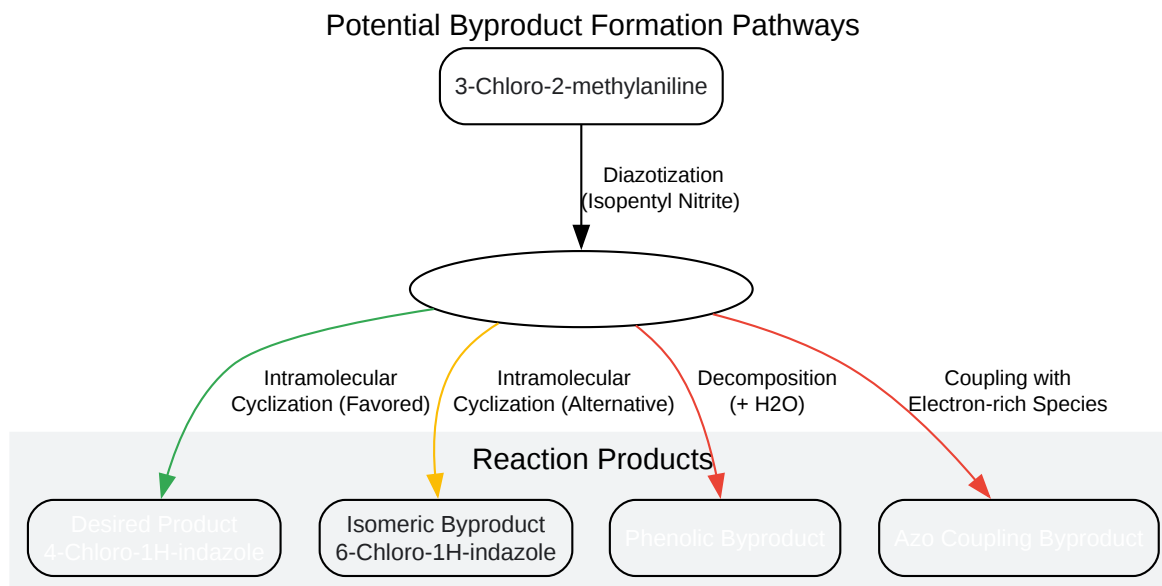 Potential Byproduct Formation Pathways
3-Chloro-2-methylaniline
Diazotization
(Isopentyl Nitrite)
Intramolecular
Cyclization (Favored)
Intramolecular
Cyclization (Alternative)
Decomposition
(+ H2O)
Coupling with
Electron-rich Species
Reaction Products
Desired Product
4-Chloro-1H-indazole
Isomeric Byproduct
6-Chloro-1H-indazole
Phenolic Byproduct
Azo Coupling Byproduct